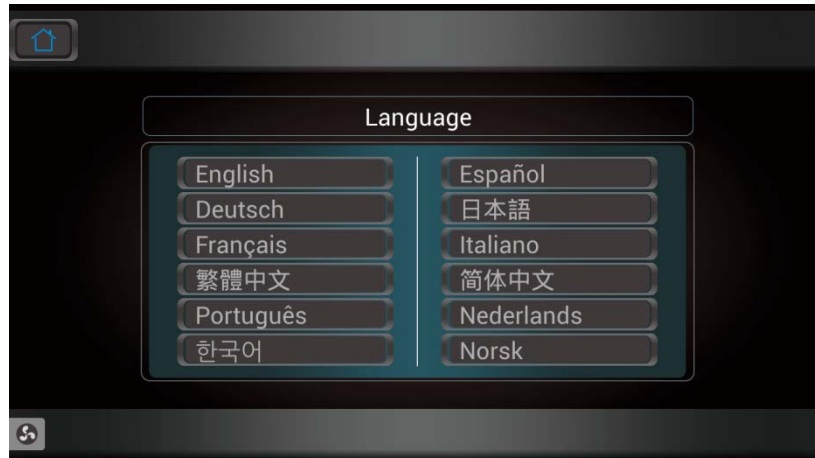 Language
English
Español
Deutsch
日本語
Français
Italiano
繁體中文
简体中文
Português
Nederlands
한국어
Norsk